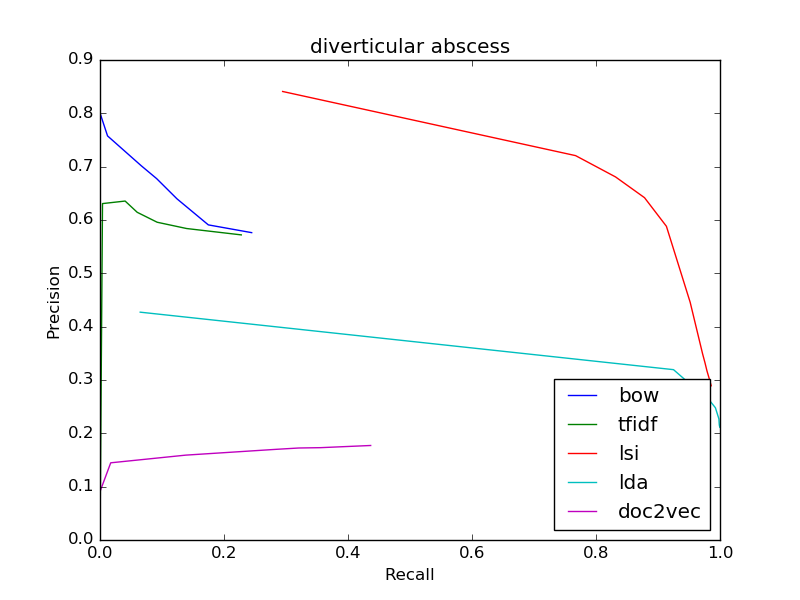 diverticular abscess
0.9
0.8
0.7
0.6
0.5
0.4
0.3
0.2
0.1
0.0
Precision
0.0 0.2 0.4 0.6 0.8 1.0
Recall
bow
tfidf
lsi
lda
doc2vec